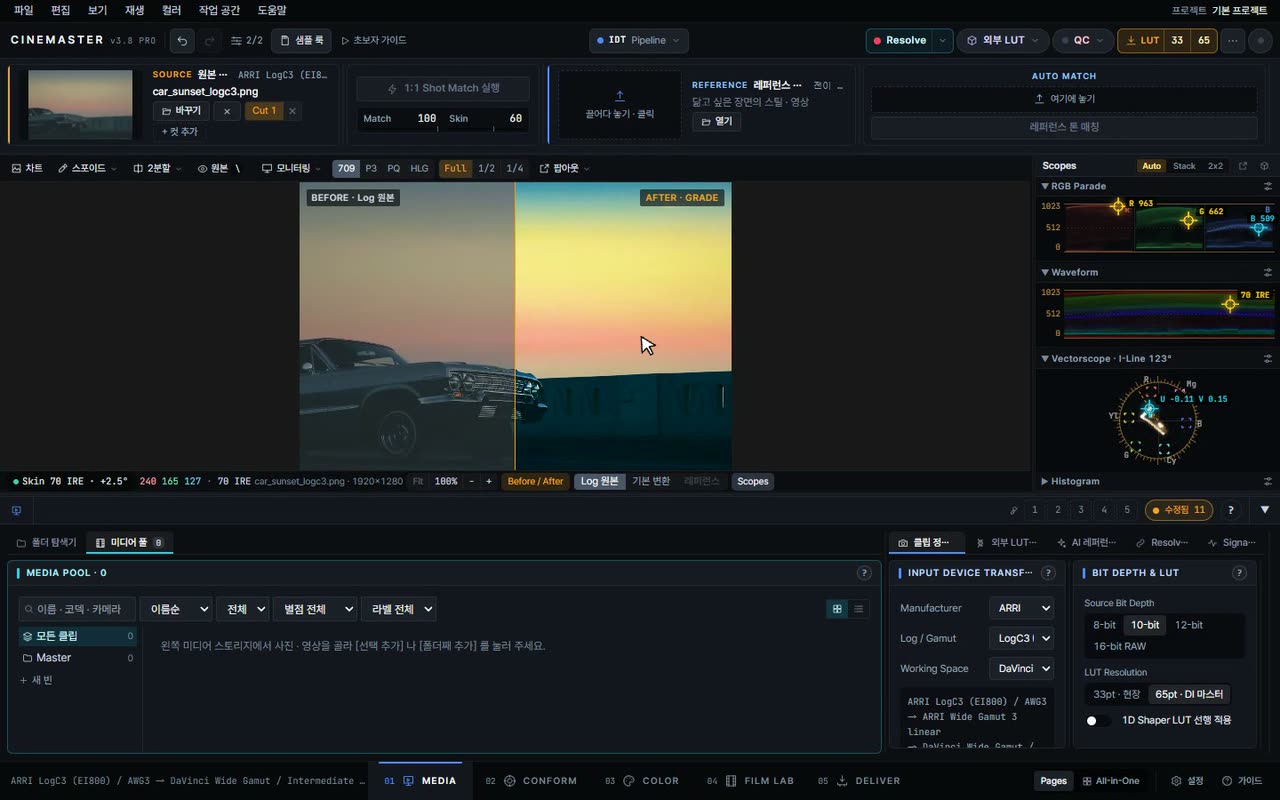 파일 편집 보기 재생 컬러 작업 공간 도움말 프로젝트 기본 프로젝트
CINEMASTER v3.8 PRO 2/2 샘플 룩 초보자 가이드 IDT Pipeline Resolve 외부 LUT QC LUT 33 65 ···
SOURCE 원본 ··· ARRI LogC3 (EI8…
car_sunset_logc3.png
바꾸기 × Cut 1 ×
+ 컷 추가
1:1 Shot Match 실행
Match 100 Skin 60
끌어다 놓기 · 클릭
REFERENCE 레퍼런스 ··· 전이 …
닮고 싶은 장면의 스틸 · 영상
열기
AUTO MATCH
여기에 놓기
레퍼런스 톤 매칭
차트 스포이드 2분할 원본 \ 모니터링 709 P3 PQ HLG Full 1/2 1/4 팝아웃
BEFORE · Log 원본 AFTER · GRADE
Scopes Auto Stack 2x2
RGB Parade
1023 R 963 G 662 B
B 509
512
0
Waveform
1023 70 IRE
512
0
Vectorscope · I-Line 123°
R Mg
U -0.11 V 0.15
Yl B
G Cy
Histogram
Skin 70 IRE · +2.5° 240 165 127 · 70 IRE car_sunset_logc3.png · 1920×1280 Fit 100% - + Before / After Log 원본 기본 변환 레퍼런스 Scopes
1 2 3 4 5 수정됨 11 ?
폴더 탐색기 미디어 풀 0
MEDIA POOL · 0 ?
이름 · 코덱 · 카메라 이름순 전체 별점 전체 라벨 전체
모든 클립 0
Master 0
+ 새 빈
왼쪽 미디어 스토리지에서 사진 · 영상을 골라 [선택 추가] 나 [폴더째 추가] 를 눌러 주세요.
클립 정··· 외부 LUT··· AI 레퍼런··· Resolv··· Signa···
INPUT DEVICE TRANSF··· ?
Manufacturer ARRI
Log / Gamut LogC3 (
Working Space DaVinci
ARRI LogC3 (EI800) / AWG3
→ ARRI Wide Gamut 3
linear
→ DaVinci Wide Gamut /
BIT DEPTH & LUT ?
Source Bit Depth
8-bit 10-bit 12-bit
16-bit RAW
LUT Resolution
33pt · 현장 65pt · DI 마스터
1D Shaper LUT 선행 적용
ARRI LogC3 (EI800) / AWG3 → DaVinci Wide Gamut / Intermediate … 01 MEDIA 02 CONFORM 03 COLOR 04 FILM LAB 05 DELIVER Pages All-in-One 설정 가이드